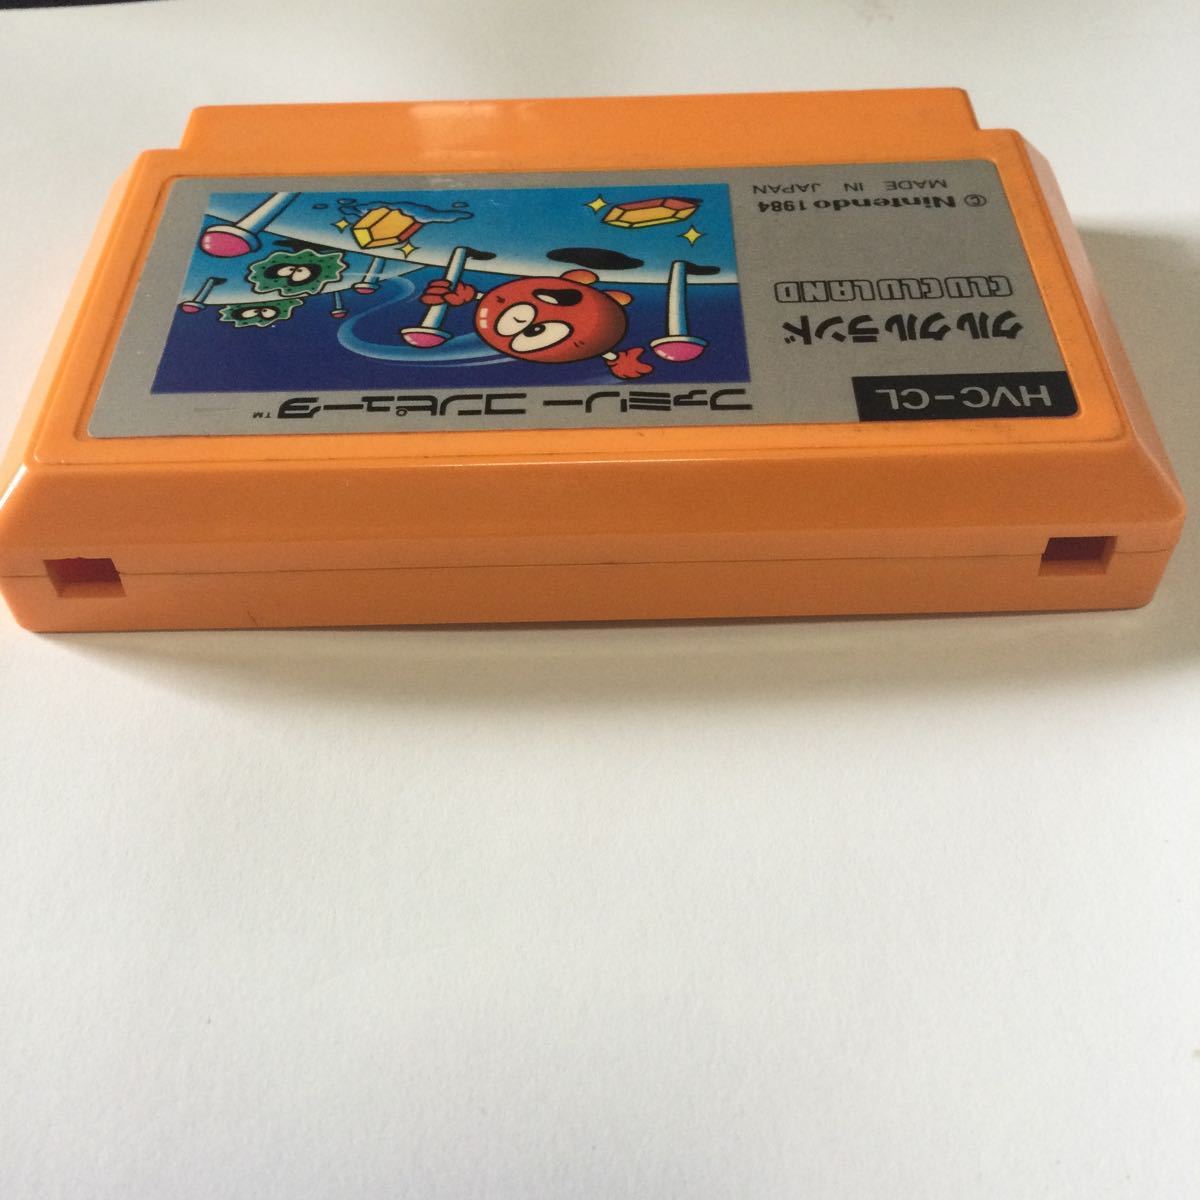 HVC-CL
ファミリー コンピュータ™
クルクルランド
CLU CLU LAND
© Nintendo 1984
MADE IN JAPAN